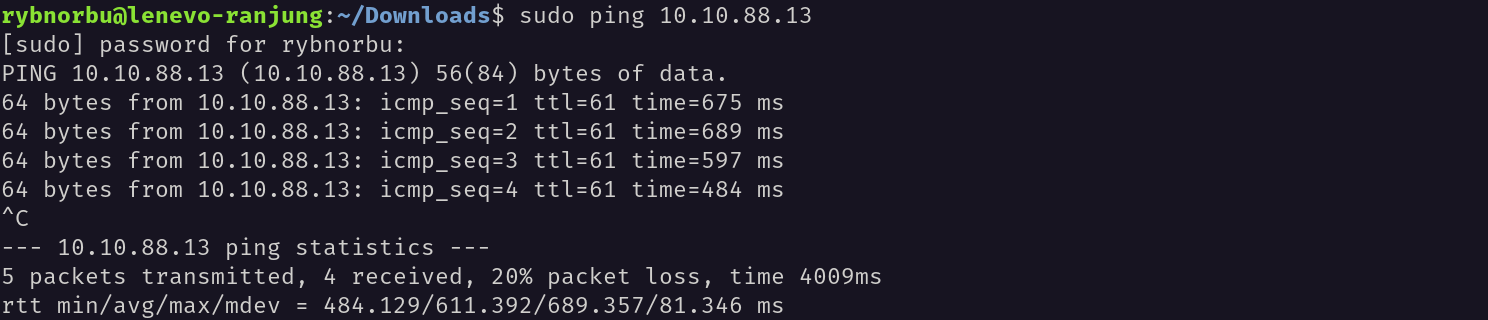 rybnorbu@lenevo-ranjung:~/Downloads$ sudo ping 10.10.88.13
[sudo] password for rybnorbu:
PING 10.10.88.13 (10.10.88.13) 56(84) bytes of data.
64 bytes from 10.10.88.13: icmp_seq=1 ttl=61 time=675 ms
64 bytes from 10.10.88.13: icmp_seq=2 ttl=61 time=689 ms
64 bytes from 10.10.88.13: icmp_seq=3 ttl=61 time=597 ms
64 bytes from 10.10.88.13: icmp_seq=4 ttl=61 time=484 ms
^C
--- 10.10.88.13 ping statistics ---
5 packets transmitted, 4 received, 20% packet loss, time 4009ms
rtt min/avg/max/mdev = 484.129/611.392/689.357/81.346 ms